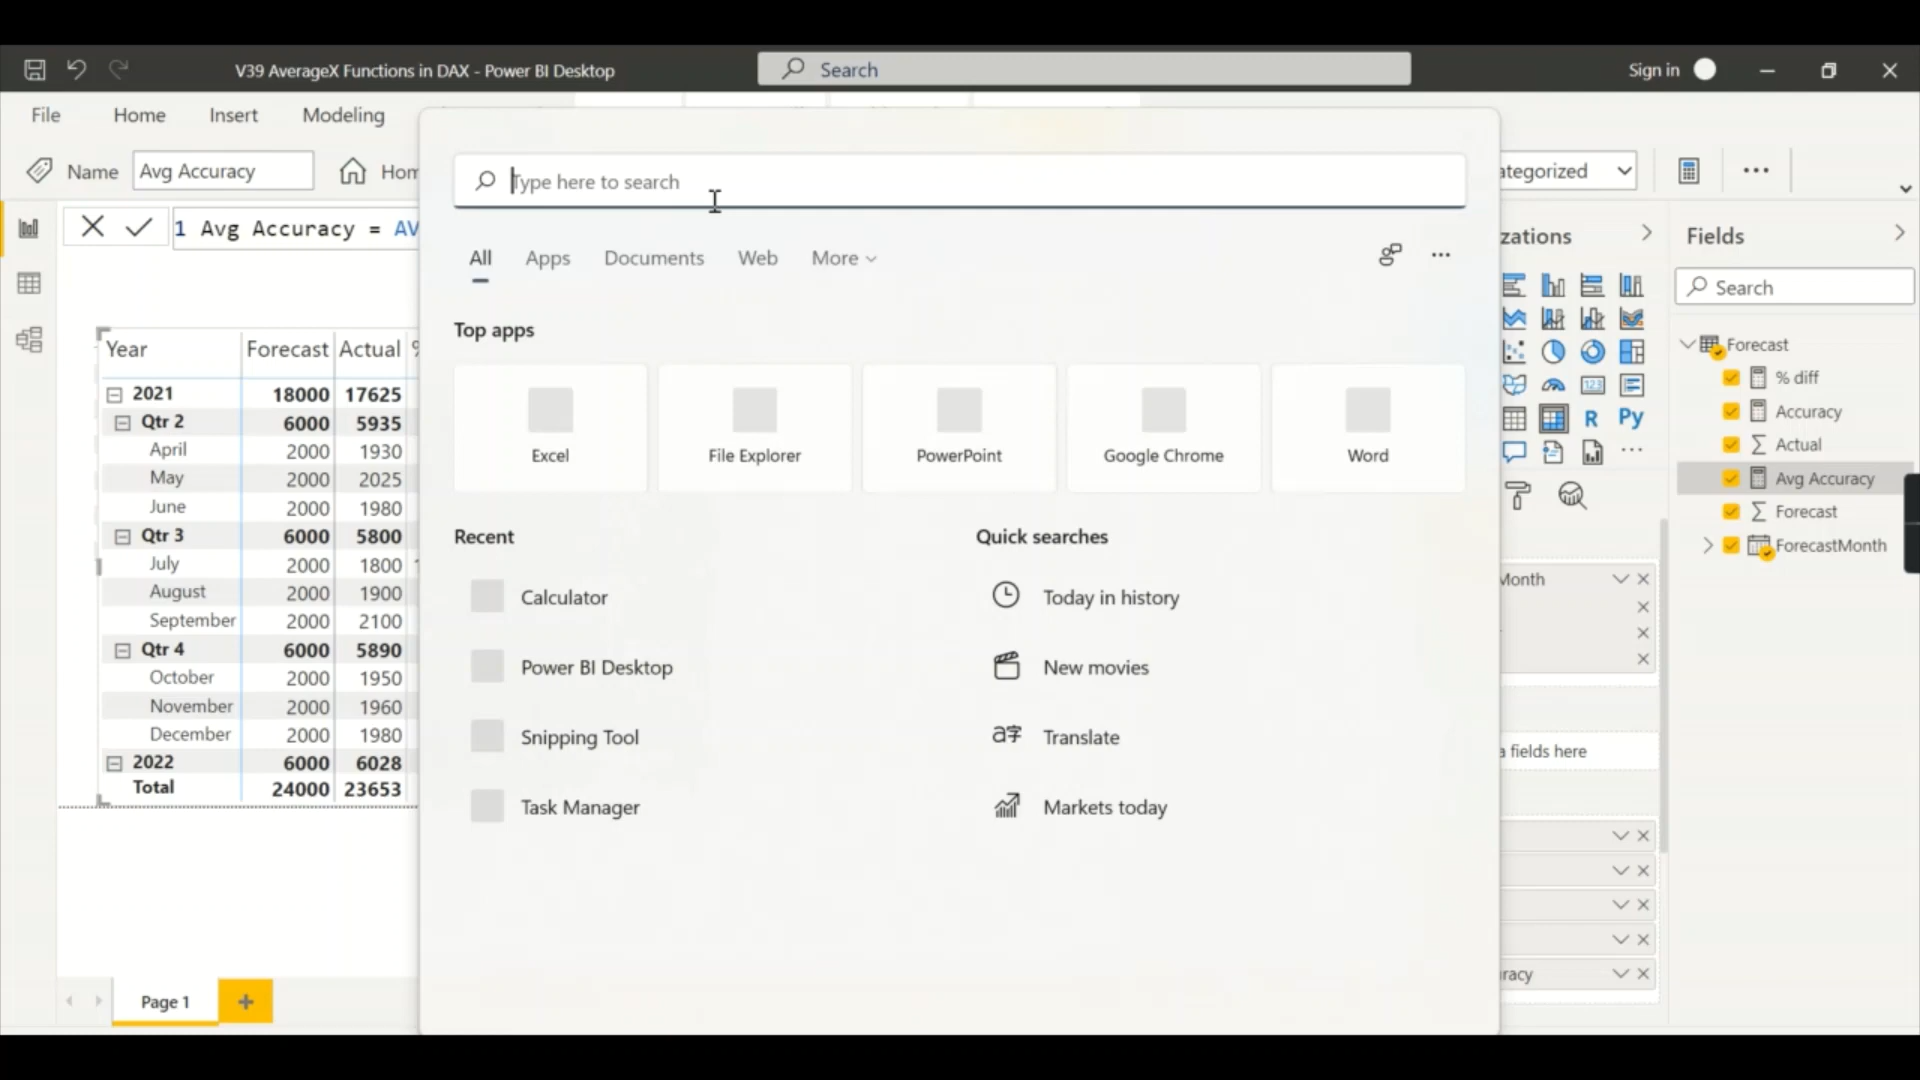 V39 AverageX Functions in DAX - Power BI Desktop
Search
Sign in
File
Home
Insert
Modeling
Name
Avg Accuracy
Hom
ategorized
1 Avg Accuracy = AV
Type here to search
All
Apps
Documents
Web
More
Top apps
Excel
File Explorer
PowerPoint
Google Chrome
Word
Recent
Calculator
Power BI Desktop
Snipping Tool
Task Manager
Quick searches
Today in history
New movies
Translate
Markets today
Year Forecast Actual %
2021 18000 17625
Qtr 2 6000 5935
April 2000 1930
May 2000 2025
June 2000 1980
Qtr 3 6000 5800
July 2000 1800 1
August 2000 1900
September 2000 2100
Qtr 4 6000 5890
October 2000 1950
November 2000 1960
December 2000 1980
2022 6000 6028
Total 24000 23653
Page 1
zations
123
R
Py
Month
a fields here
racy
Fields
Search
Forecast
% diff
Accuracy
Actual
Avg Accuracy
Forecast
ForecastMonth